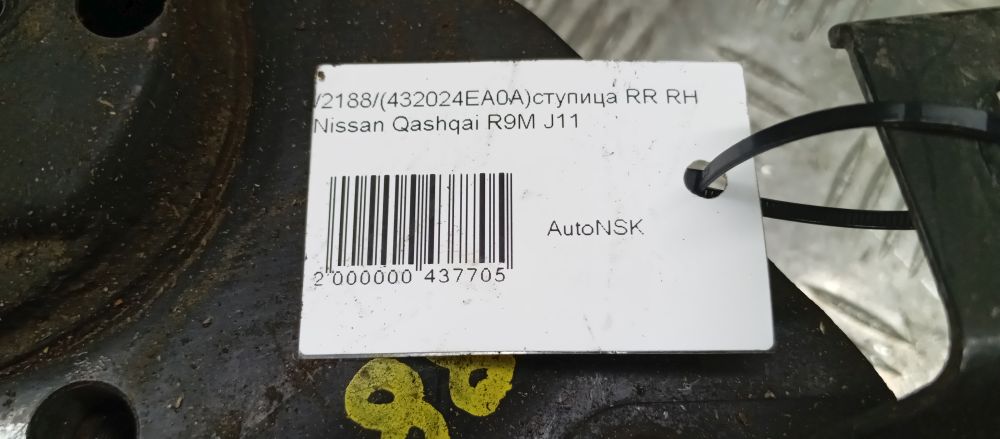 /2188/(432024EA0A)ступица RR RH
Nissan Qashqai R9M J11
AutoNSK
2 000000 437705